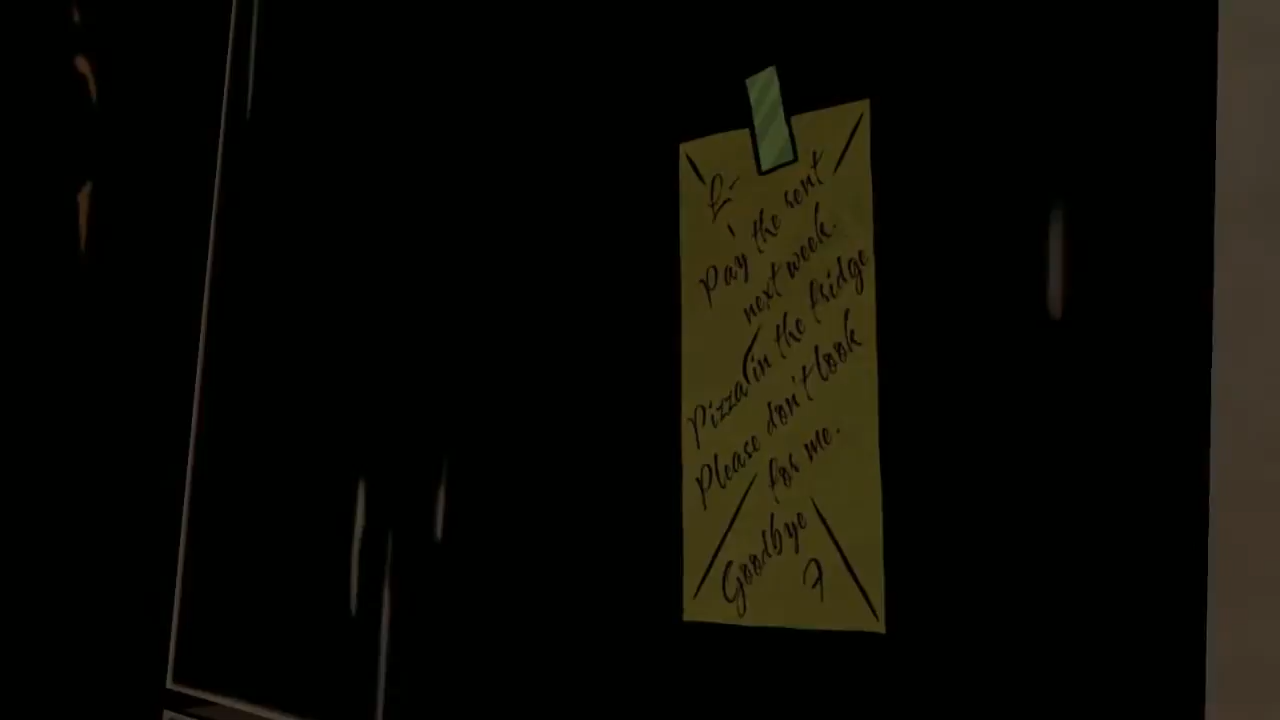 E-
Pay the rent
next week.
Pizza in the fridge
Please don't look
for me.
Goodbye
F